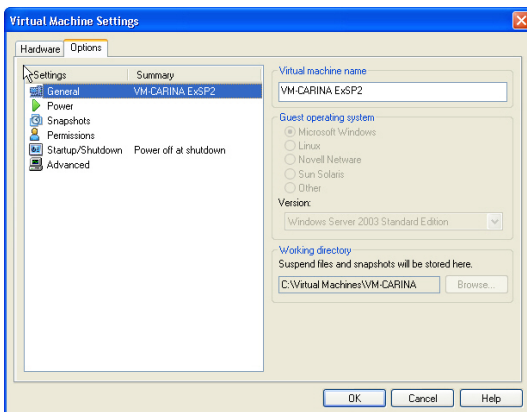 Virtual Machine Settings
Hardware Options
Settings Summary
General VM-CARINA ExSP2
Power
Snapshots
Permissions
Startup/Shutdown Power off at shutdown
Advanced
Virtual machine name
VM-CARINA ExSP2
Guest operating system
Microsoft Windows
Linux
Novell Netware
Sun Solaris
Other
Version:
Windows Server 2003 Standard Edition
Working directory
Suspend files and snapshots will be stored here.
C:\Virtual Machines\VM-CARINA Browse...
OK Cancel Help